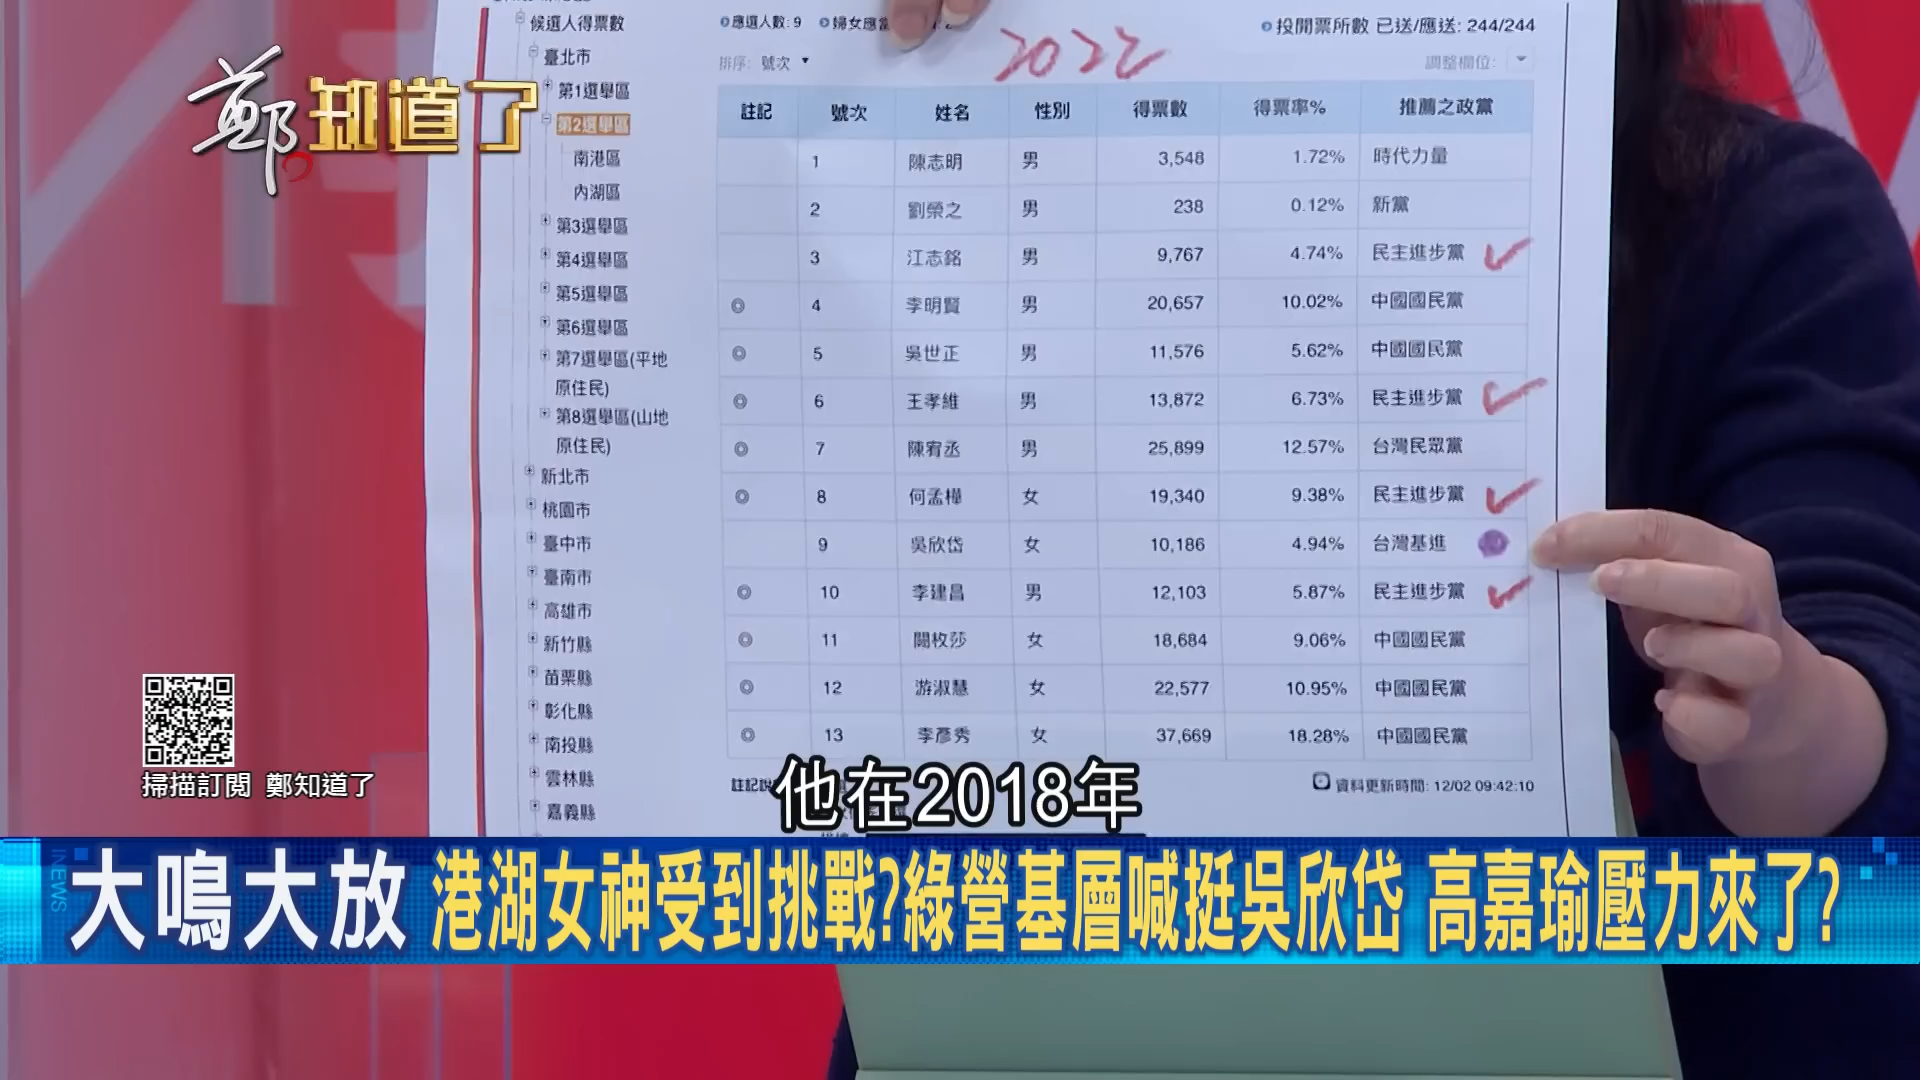 候選人得票數
臺北市
第1選舉區
第2選舉區
南港區
內湖區
第3選舉區
第4選舉區
第5選舉區
第6選舉區
第7選舉區(平地
原住民)
第8選舉區(山地
原住民)
新北市
桃園市
臺中市
臺南市
高雄市
新竹縣
苗栗縣
彰化縣
南投縣
雲林縣
嘉義縣
應選人數: 9 婦女應當
投開票所數 已送/應送: 244/244
排序: 號次
2022
調整欄位:
註記 號次 姓名 性別 得票數 得票率% 推薦之政黨
1 陳志明 男 3,548 1.72% 時代力量
2 劉榮之 男 238 0.12% 新黨
3 江志銘 男 9,767 4.74% 民主進步黨 ✓
◎ 4 李明賢 男 20,657 10.02% 中國國民黨
◎ 5 吳世正 男 11,576 5.62% 中國國民黨
◎ 6 王孝維 男 13,872 6.73% 民主進步黨 ✓
◎ 7 陳宥丞 男 25,899 12.57% 台灣民眾黨
◎ 8 何孟樺 女 19,340 9.38% 民主進步黨 ✓
9 吳欣岱 女 10,186 4.94% 台灣基進
◎ 10 李建昌 男 12,103 5.87% 民主進步黨 ✓
◎ 11 闕枚莎 女 18,684 9.06% 中國國民黨
◎ 12 游淑慧 女 22,577 10.95% 中國國民黨
◎ 13 李彥秀 女 37,669 18.28% 中國國民黨
註記說
資料更新時間: 12/02 09:42:10
鄭知道了
掃描訂閱 鄭知道了
他在2018年
INEWS
大鳴大放 港湖女神受到挑戰?綠營基層喊挺吳欣岱 高嘉瑜壓力來了?